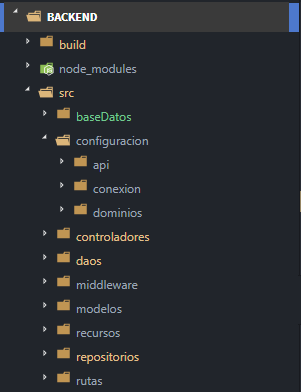 BACKEND
build
node_modules
src
baseDatos
configuracion
api
conexion
dominios
controladores
daos
middleware
modelos
recursos
repositorios
rutas